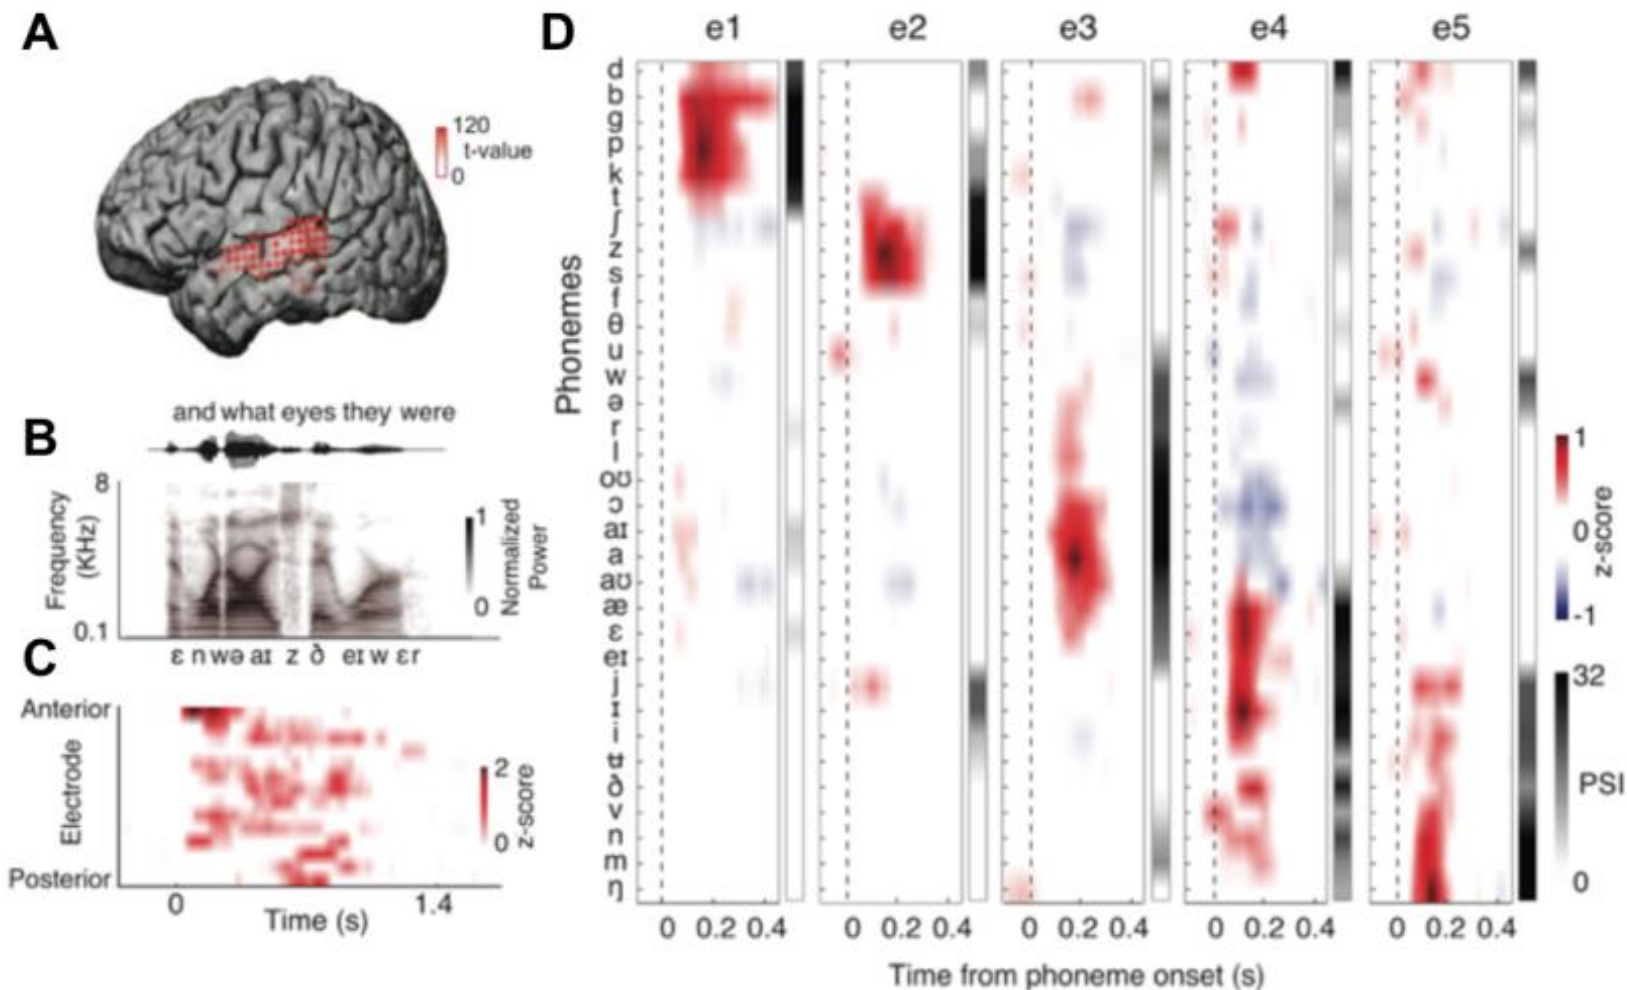 A
120
t-value
0
and what eyes they were
B
8
Frequency
(KHz)
0.1
1
0
Normalized
Power
ɛ n wə aɪ z ð eɪ w ɛr
C
Anterior
Electrode
Posterior
2
0
z-score
0 1.4
Time (s)
D
e1 e2 e3 e4 e5
Phonemes
d
b
g
p
k
t
ʃ
z
s
f
θ
u
w
ə
r
l
oʊ
ɔ
aɪ
a
aʊ
æ
ɛ
eɪ
j
ɪ
i
ʉ
ð
v
n
m
ŋ
0 0.2 0.4 0 0.2 0.4 0 0.2 0.4 0 0.2 0.4 0 0.2 0.4
Time from phoneme onset (s)
1
0
-1
z-score
32
PSI
0